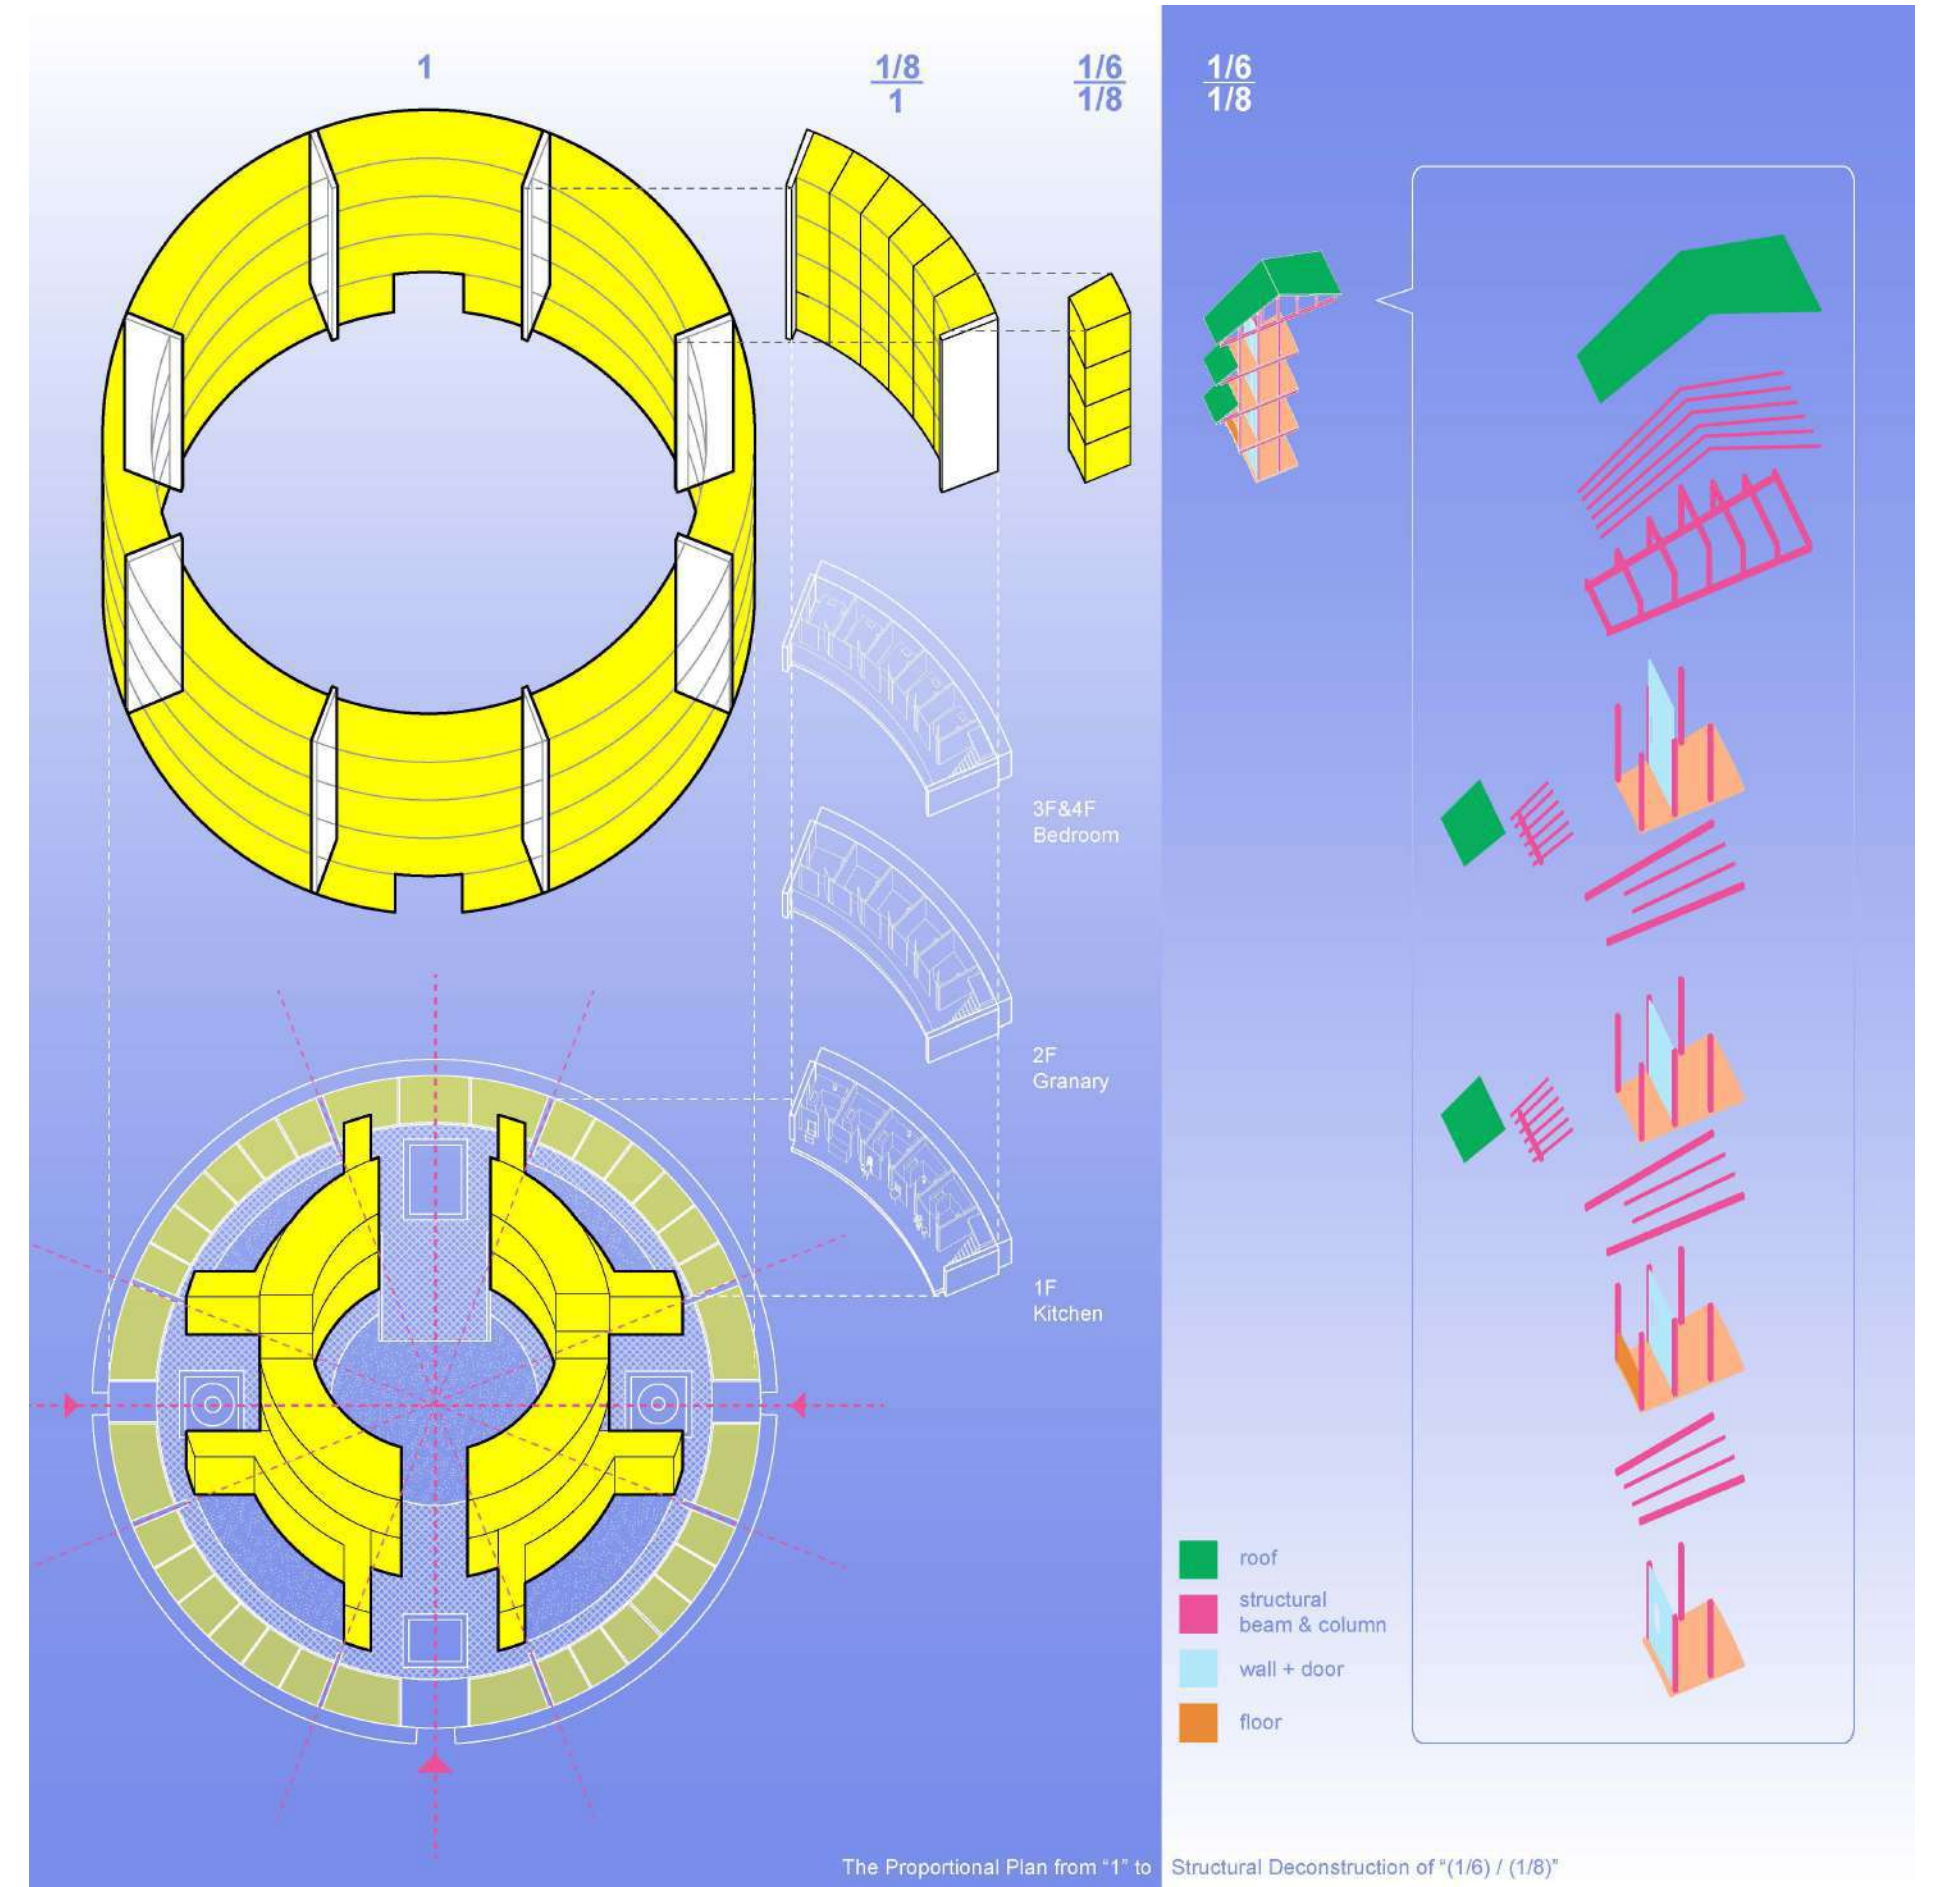 1
1/8
1
1/6
1/8
1/6
1/8
3F&4F
Bedroom
2F
Granary
1F
Kitchen
roof
structural
beam & column
wall + door
floor
The Proportional Plan from “1” to
Structural Deconstruction of “(1/6) / (1/8)”